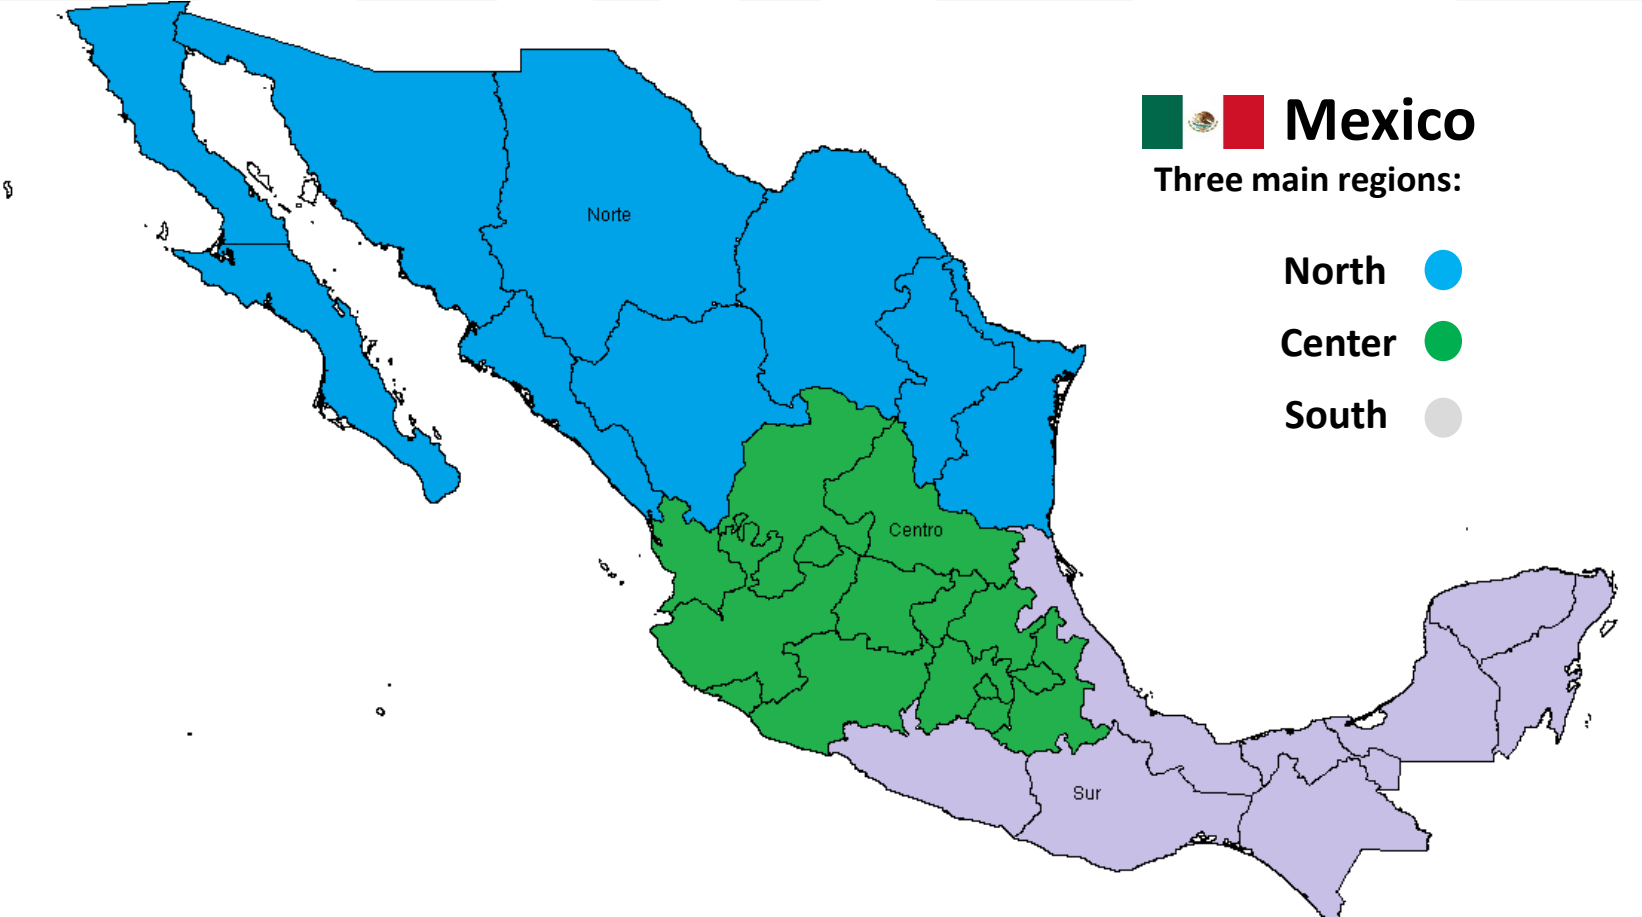 Mexico
Three main regions:
North
Center
South
Norte
Centro
Sur